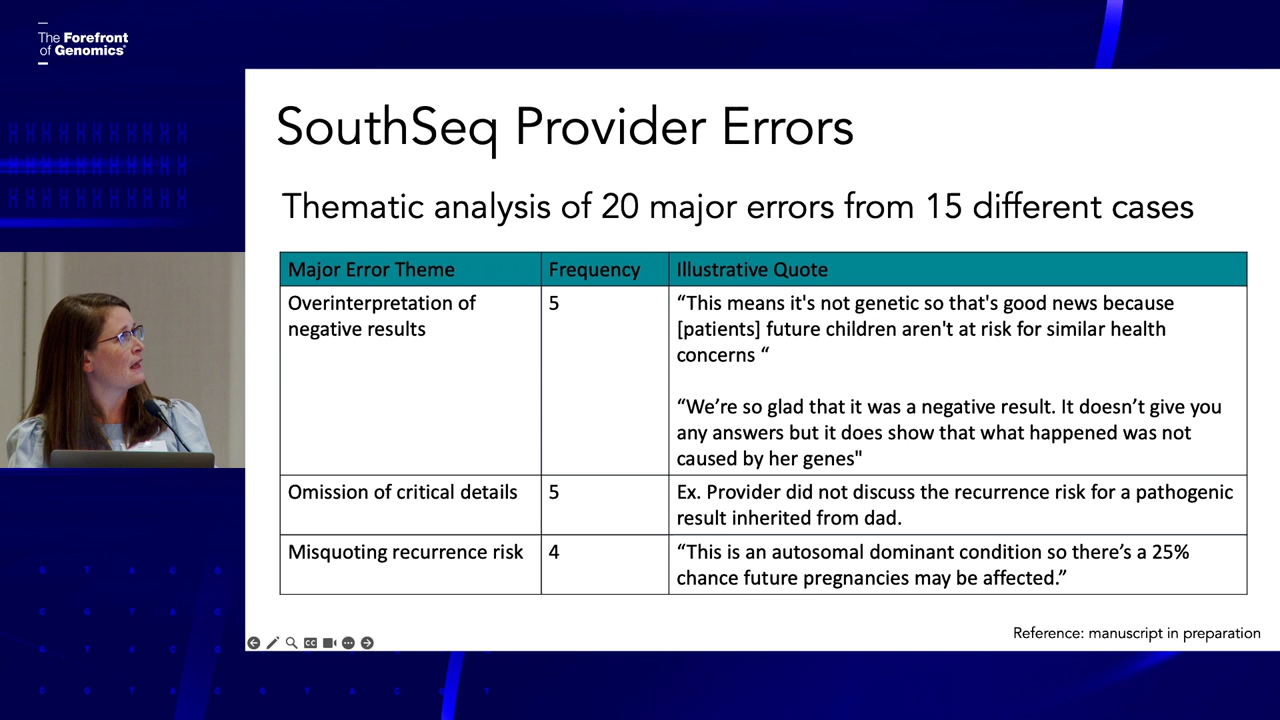 The Forefront
of Genomics
SouthSeq Provider Errors
Thematic analysis of 20 major errors from 15 different cases
Major Error Theme Frequency Illustrative Quote
Overinterpretation of
negative results
5
“This means it's not genetic so that's good news because
[patients] future children aren't at risk for similar health
concerns “
“We’re so glad that it was a negative result. It doesn’t give you
any answers but it does show that what happened was not
caused by her genes"
Omission of critical details
5
Ex. Provider did not discuss the recurrence risk for a pathogenic
result inherited from dad.
Misquoting recurrence risk
4
“This is an autosomal dominant condition so there’s a 25%
chance future pregnancies may be affected.”
Reference: manuscript in preparation